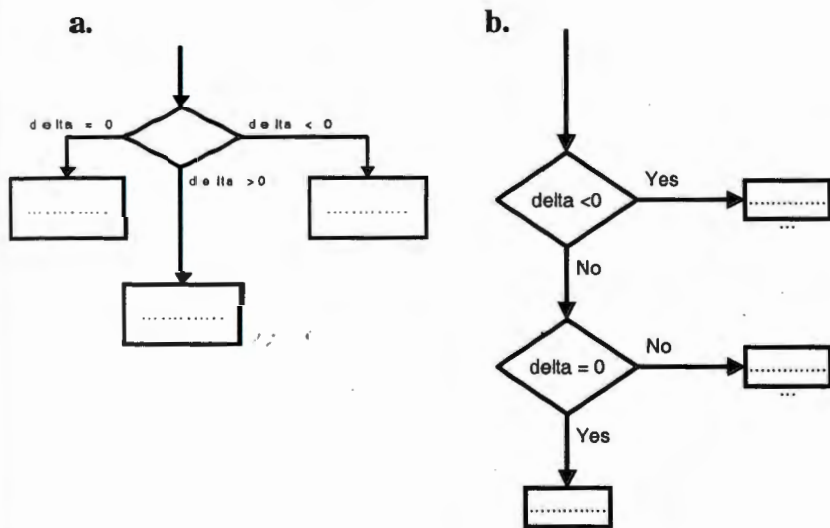 a.
delta = 0
delta < 0
delta >0
............
............
............
b.
delta <0
Yes
............
...
No
delta = 0
No
............
...
Yes
............